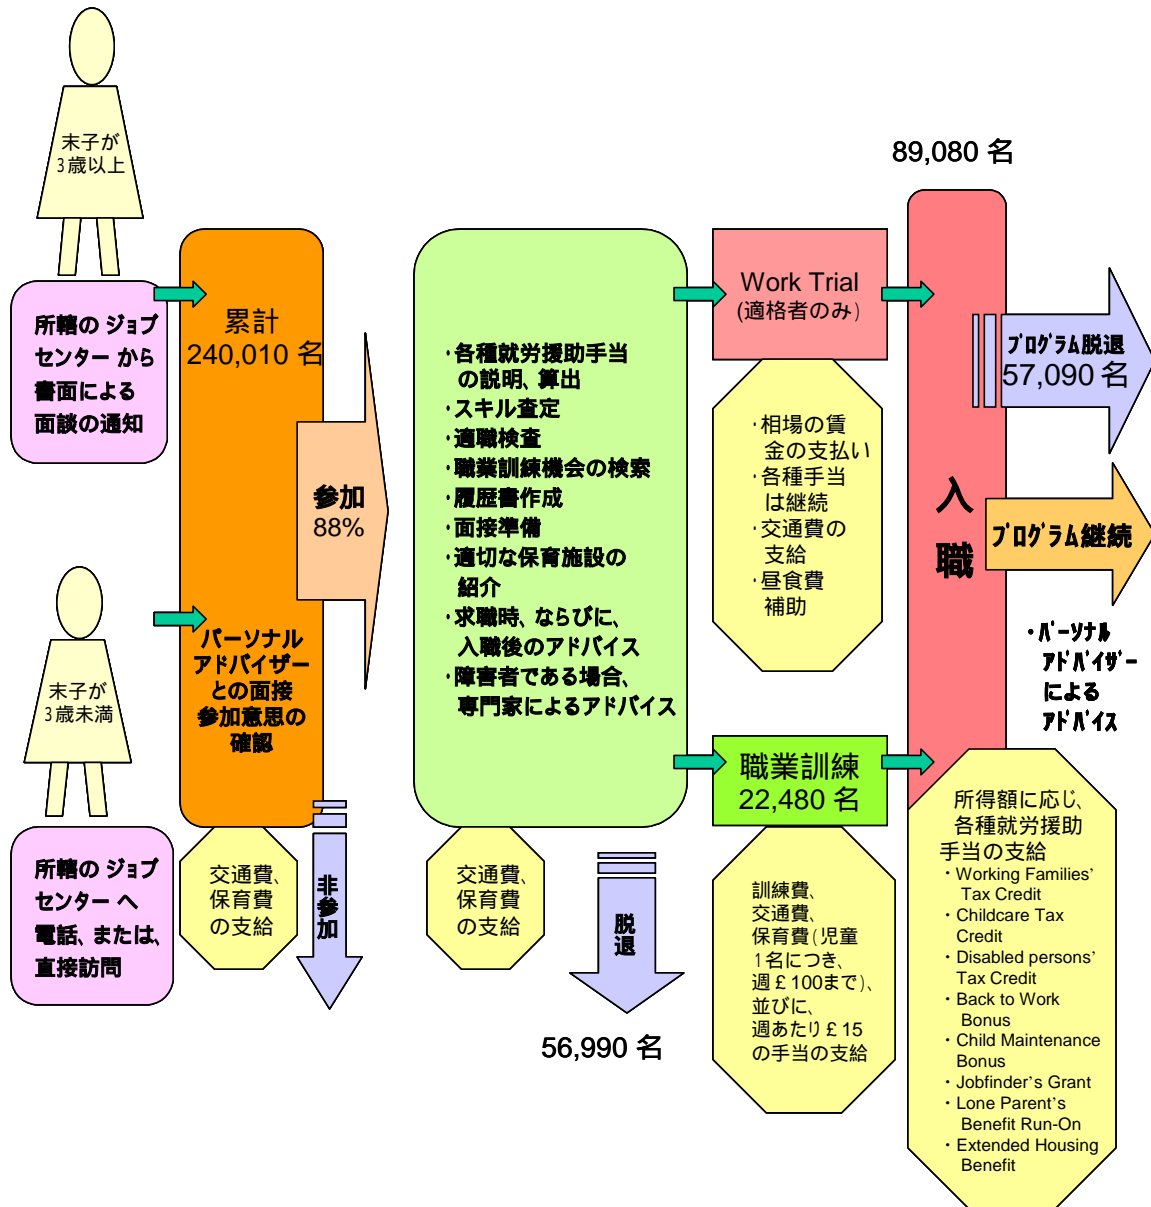 末子が
3歳以上
所轄の ジョブ
センター から
書面による
面談の通知
末子が
3歳未満
所轄の ジョブ
センター へ
電話、または、
直接訪問
累計
240,010 名
パーソナル
アドバイザー
との面接
参加意思の
確認
交通費、
保育費
の支給
参加
88%
非参加
・各種就労援助手当
の説明、算出
・スキル査定
・適職検査
・職業訓練機会の検索
・履歴書作成
・面接準備
・適切な保育施設の
紹介
・求職時、ならびに、
入職後のアドバイス
・障害者である場合、
専門家によるアドバイス
交通費、
保育費
の支給
脱退
56,990 名
Work Trial
(適格者のみ)
・相場の賃
金の支払い
・各種手当
は継続
・交通費の
支給
・昼食費
補助
職業訓練
22,480 名
訓練費、
交通費、
保育費(児童
1名につき、
週£100まで)、
並びに、
週あたり£15
の手当の支給
89,080 名
入職
プログラム脱退
57,090 名
プログラム継続
・パーソナル
アドバイザー
による
アドバイス
所得額に応じ、
各種就労援助
手当の支給
・Working Families’
Tax Credit
・Childcare Tax
Credit
・Disabled persons’
Tax Credit
・Back to Work
Bonus
・Child Maintenance
Bonus
・Jobfinder’s Grant
・Lone Parent’s
Benefit Run-On
・Extended Housing
Benefit